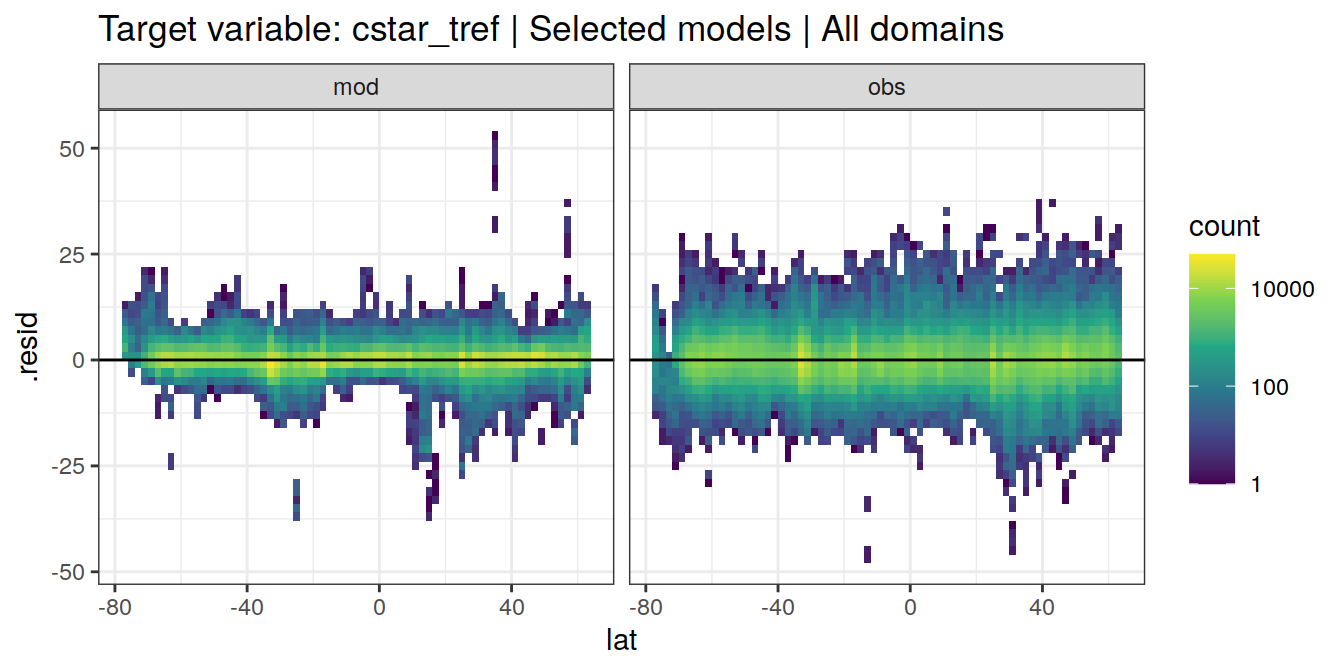 Target variable: cstar_tref | Selected models | All domains
mod
obs
.resid
50
25
0
-25
-50
-80
-40
0
40
-80
-40
0
40
lat
count
10000
100
1